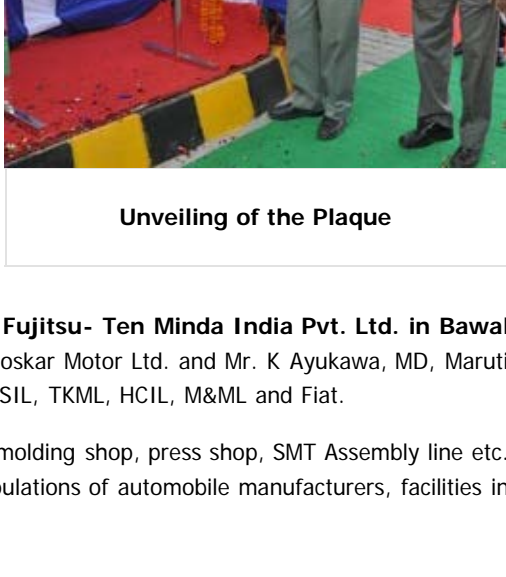 Unveiling of the Plaque
Fujitsu- Ten Minda India Pvt. Ltd. in Bawal
oskar Motor Ltd. and Mr. K Ayukawa, MD, Maruti
SIL, TKML, HCIL, M&ML and Fiat.
molding shop, press shop, SMT Assembly line etc.
oulations of automobile manufacturers, facilities in